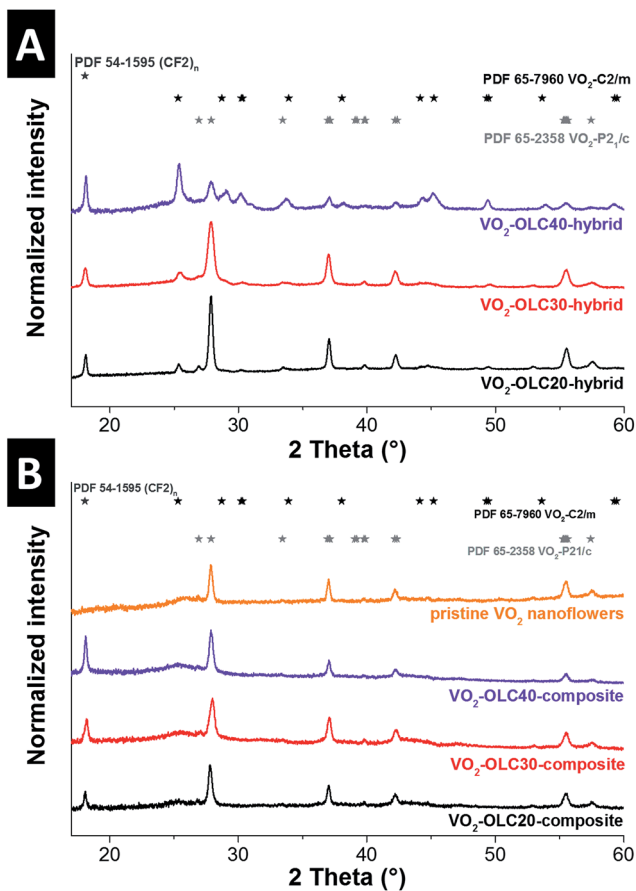 A
PDF 54-1595 (CF2)n
PDF 65-7960 VO2-C2/m
PDF 65-2358 VO2-P21/c
Normalized intensity
VO2-OLC40-hybrid
VO2-OLC30-hybrid
VO2-OLC20-hybrid
20 30 40 50 60
2 Theta (°)
B
PDF 54-1595 (CF2)n
PDF 65-7960 VO2-C2/m
PDF 65-2358 VO2-P21/c
Normalized intensity
pristine VO2 nanoflowers
VO2-OLC40-composite
VO2-OLC30-composite
VO2-OLC20-composite
20 30 40 50 60
2 Theta (°)